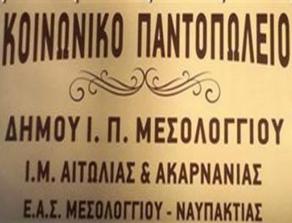 ΚΟΙΝΩΝΙΚΟ ΠΑΝΤΟΠΩΛΕΙΟ
ΔΗΜΟΥ Ι. Π. ΜΕΣΟΛΟΓΓΙΟΥ
Ι.Μ. ΑΙΤΩΛΙΑΣ & ΑΚΑΡΝΑΝΙΑΣ
Ε.Α.Σ. ΜΕΣΟΛΟΓΓΙΟΥ - ΝΑΥΠΑΚΤΙΑΣ